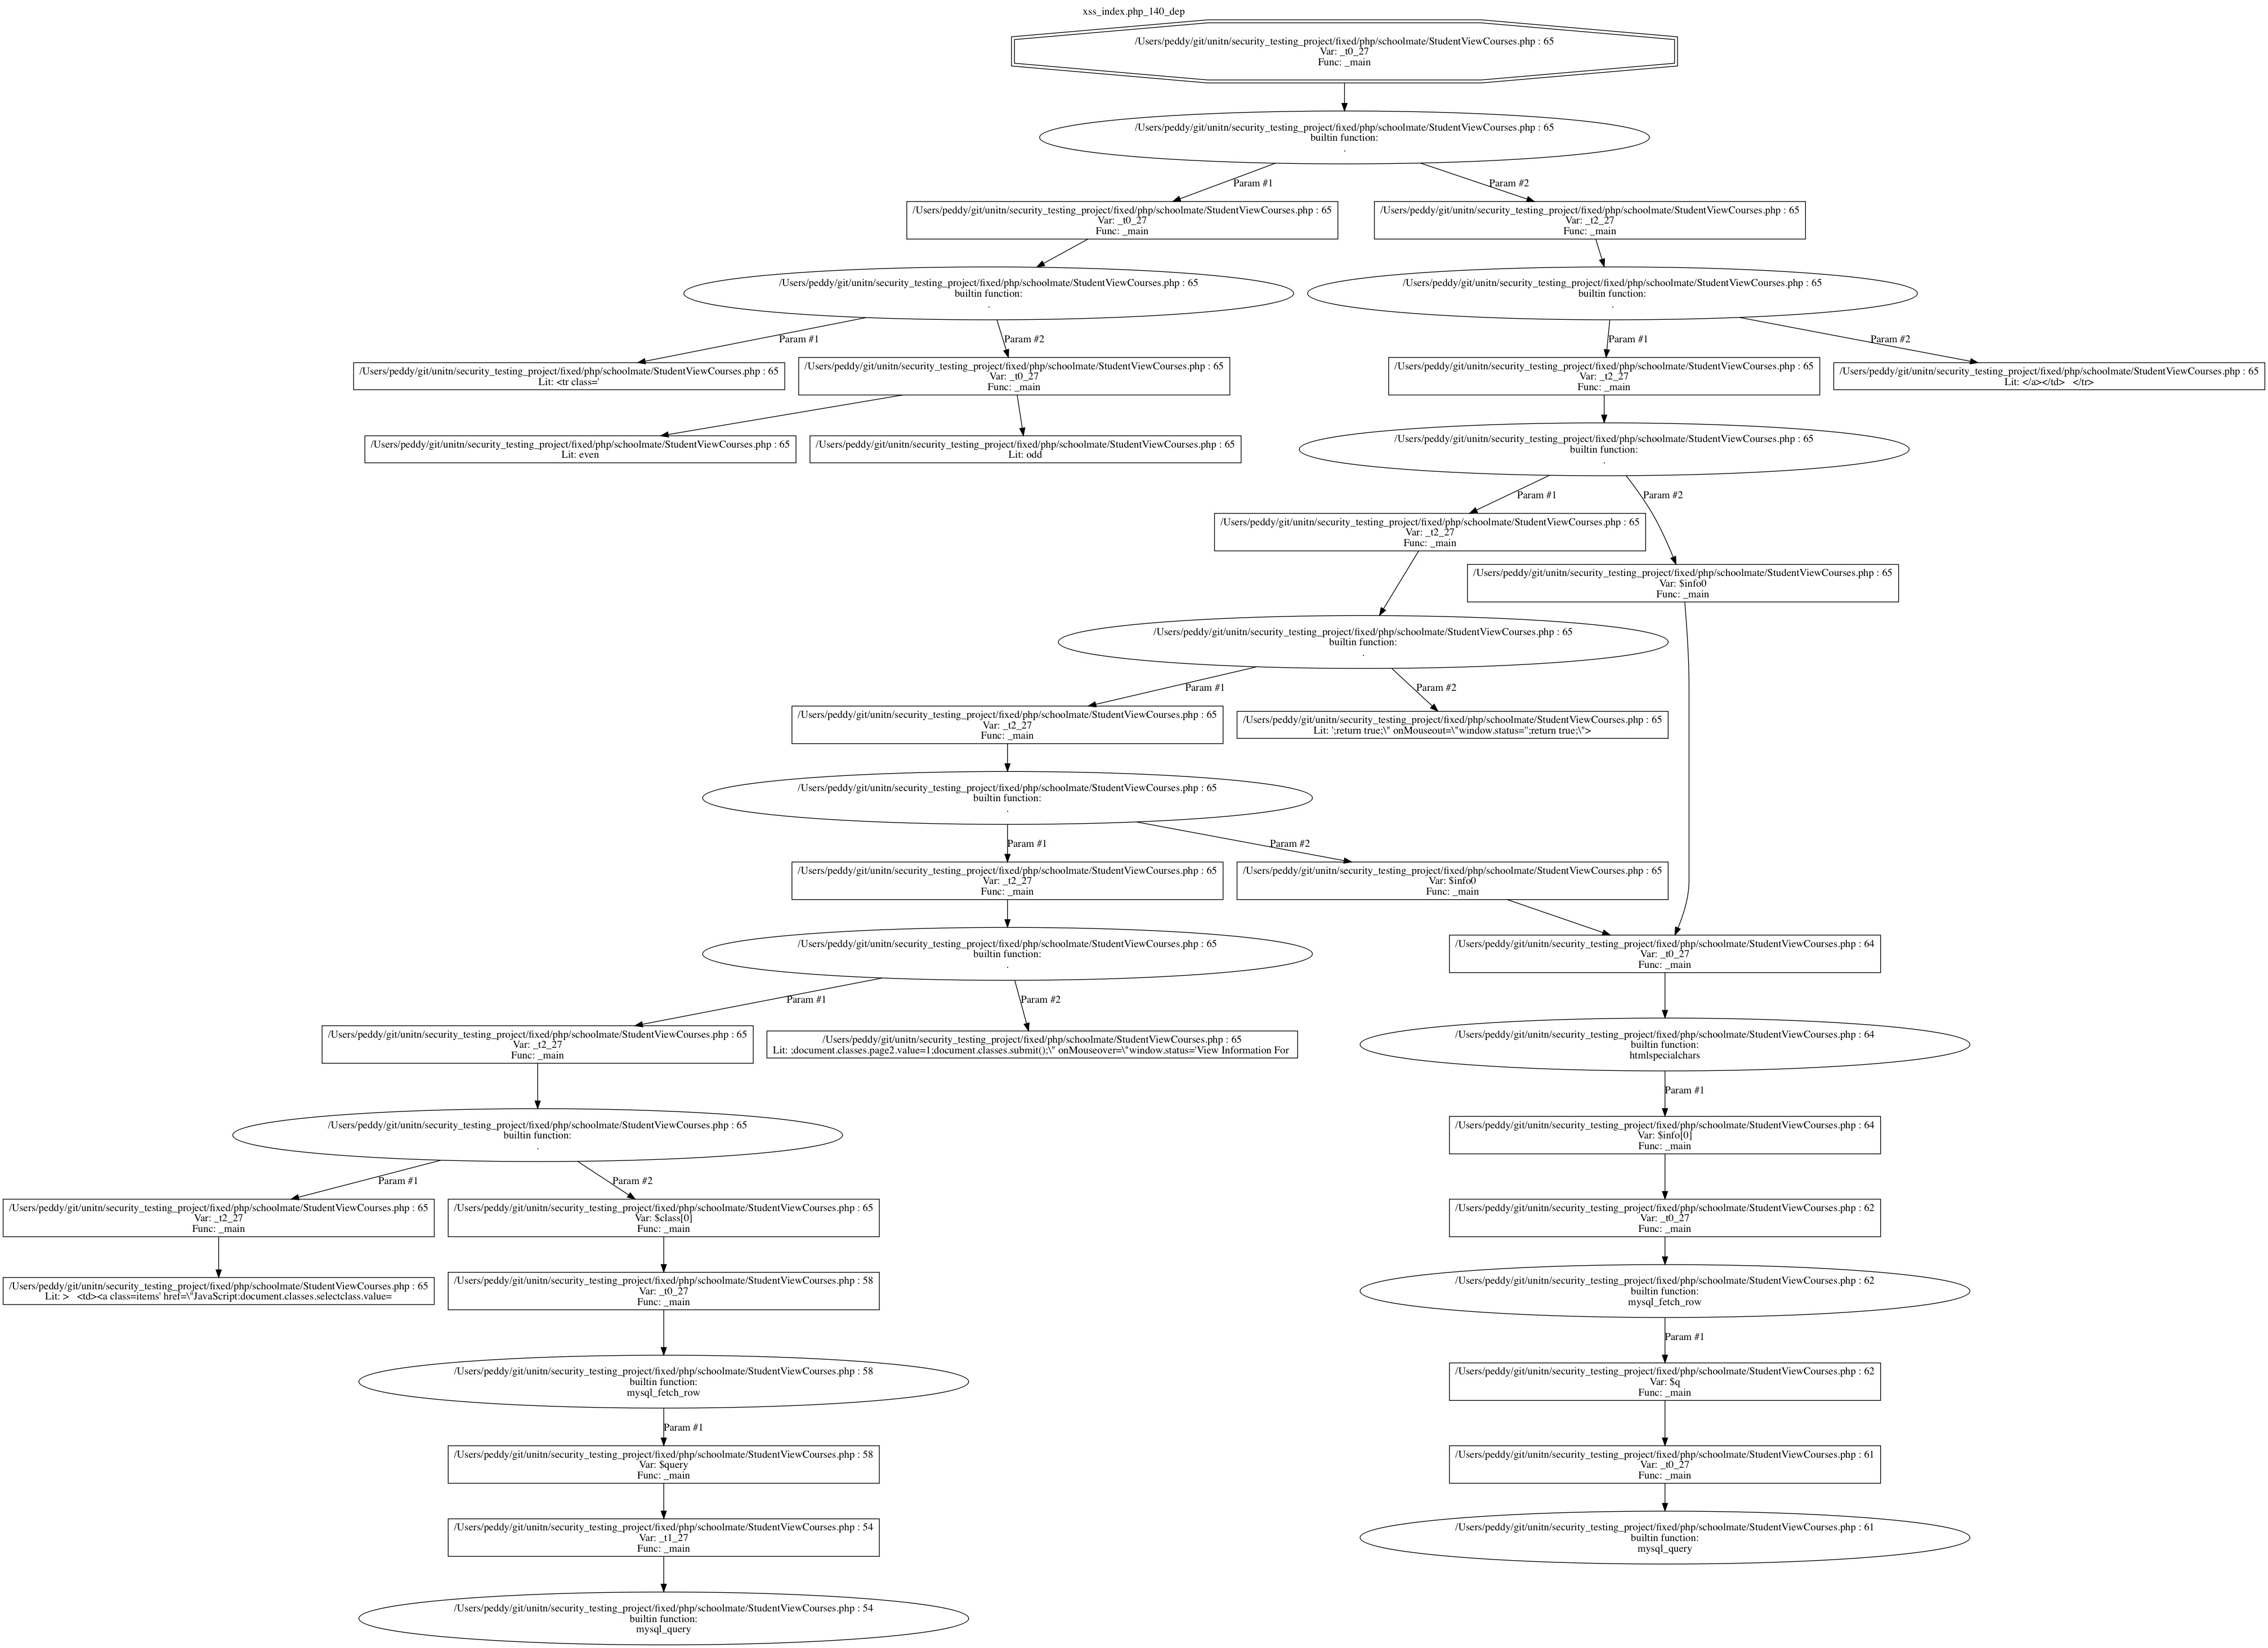 xss_index.php_140_dep
/Users/peddy/git/unitn/security_testing_project/fixed/php/schoolmate/StudentViewCourses.php : 65
Var: _t0_27
Func: _main
/Users/peddy/git/unitn/security_testing_project/fixed/php/schoolmate/StudentViewCourses.php : 65
builtin function:
.
Param #1
Param #2
/Users/peddy/git/unitn/security_testing_project/fixed/php/schoolmate/StudentViewCourses.php : 65
Var: _t0_27
Func: _main
/Users/peddy/git/unitn/security_testing_project/fixed/php/schoolmate/StudentViewCourses.php : 65
Var: _t2_27
Func: _main
/Users/peddy/git/unitn/security_testing_project/fixed/php/schoolmate/StudentViewCourses.php : 65
builtin function:
.
/Users/peddy/git/unitn/security_testing_project/fixed/php/schoolmate/StudentViewCourses.php : 65
builtin function:
.
Param #1
Param #2
Param #1
Param #2
/Users/peddy/git/unitn/security_testing_project/fixed/php/schoolmate/StudentViewCourses.php : 65
Lit: <tr class='
/Users/peddy/git/unitn/security_testing_project/fixed/php/schoolmate/StudentViewCourses.php : 65
Var: _t0_27
Func: _main
/Users/peddy/git/unitn/security_testing_project/fixed/php/schoolmate/StudentViewCourses.php : 65
Var: _t2_27
Func: _main
/Users/peddy/git/unitn/security_testing_project/fixed/php/schoolmate/StudentViewCourses.php : 65
Lit: </a></td>   </tr>
/Users/peddy/git/unitn/security_testing_project/fixed/php/schoolmate/StudentViewCourses.php : 65
Lit: even
/Users/peddy/git/unitn/security_testing_project/fixed/php/schoolmate/StudentViewCourses.php : 65
Lit: odd
/Users/peddy/git/unitn/security_testing_project/fixed/php/schoolmate/StudentViewCourses.php : 65
builtin function:
.
Param #1
Param #2
/Users/peddy/git/unitn/security_testing_project/fixed/php/schoolmate/StudentViewCourses.php : 65
Var: _t2_27
Func: _main
/Users/peddy/git/unitn/security_testing_project/fixed/php/schoolmate/StudentViewCourses.php : 65
Var: $info0
Func: _main
/Users/peddy/git/unitn/security_testing_project/fixed/php/schoolmate/StudentViewCourses.php : 65
builtin function:
.
Param #1
Param #2
/Users/peddy/git/unitn/security_testing_project/fixed/php/schoolmate/StudentViewCourses.php : 65
Var: _t2_27
Func: _main
/Users/peddy/git/unitn/security_testing_project/fixed/php/schoolmate/StudentViewCourses.php : 65
Lit: ';return true;\" onMouseout=\"window.status='';return true;\">
/Users/peddy/git/unitn/security_testing_project/fixed/php/schoolmate/StudentViewCourses.php : 65
builtin function:
.
Param #1
Param #2
/Users/peddy/git/unitn/security_testing_project/fixed/php/schoolmate/StudentViewCourses.php : 65
Var: _t2_27
Func: _main
/Users/peddy/git/unitn/security_testing_project/fixed/php/schoolmate/StudentViewCourses.php : 65
Var: $info0
Func: _main
/Users/peddy/git/unitn/security_testing_project/fixed/php/schoolmate/StudentViewCourses.php : 65
builtin function:
.
/Users/peddy/git/unitn/security_testing_project/fixed/php/schoolmate/StudentViewCourses.php : 64
Var: _t0_27
Func: _main
Param #1
Param #2
/Users/peddy/git/unitn/security_testing_project/fixed/php/schoolmate/StudentViewCourses.php : 65
Var: _t2_27
Func: _main
/Users/peddy/git/unitn/security_testing_project/fixed/php/schoolmate/StudentViewCourses.php : 65
Lit: ;document.classes.page2.value=1;document.classes.submit();\" onMouseover=\"window.status='View Information For
/Users/peddy/git/unitn/security_testing_project/fixed/php/schoolmate/StudentViewCourses.php : 64
builtin function:
htmlspecialchars
Param #1
/Users/peddy/git/unitn/security_testing_project/fixed/php/schoolmate/StudentViewCourses.php : 65
builtin function:
.
/Users/peddy/git/unitn/security_testing_project/fixed/php/schoolmate/StudentViewCourses.php : 64
Var: $info[0]
Func: _main
Param #1
Param #2
/Users/peddy/git/unitn/security_testing_project/fixed/php/schoolmate/StudentViewCourses.php : 65
Var: _t2_27
Func: _main
/Users/peddy/git/unitn/security_testing_project/fixed/php/schoolmate/StudentViewCourses.php : 65
Var: $class[0]
Func: _main
/Users/peddy/git/unitn/security_testing_project/fixed/php/schoolmate/StudentViewCourses.php : 62
Var: _t0_27
Func: _main
/Users/peddy/git/unitn/security_testing_project/fixed/php/schoolmate/StudentViewCourses.php : 65
Lit: >   <td><a class=items' href=\"JavaScript:document.classes.selectclass.value=
/Users/peddy/git/unitn/security_testing_project/fixed/php/schoolmate/StudentViewCourses.php : 58
Var: _t0_27
Func: _main
/Users/peddy/git/unitn/security_testing_project/fixed/php/schoolmate/StudentViewCourses.php : 62
builtin function:
mysql_fetch_row
Param #1
/Users/peddy/git/unitn/security_testing_project/fixed/php/schoolmate/StudentViewCourses.php : 58
builtin function:
mysql_fetch_row
/Users/peddy/git/unitn/security_testing_project/fixed/php/schoolmate/StudentViewCourses.php : 62
Var: $q
Func: _main
Param #1
/Users/peddy/git/unitn/security_testing_project/fixed/php/schoolmate/StudentViewCourses.php : 58
Var: $query
Func: _main
/Users/peddy/git/unitn/security_testing_project/fixed/php/schoolmate/StudentViewCourses.php : 61
Var: _t0_27
Func: _main
/Users/peddy/git/unitn/security_testing_project/fixed/php/schoolmate/StudentViewCourses.php : 54
Var: _t1_27
Func: _main
/Users/peddy/git/unitn/security_testing_project/fixed/php/schoolmate/StudentViewCourses.php : 61
builtin function:
mysql_query
/Users/peddy/git/unitn/security_testing_project/fixed/php/schoolmate/StudentViewCourses.php : 54
builtin function:
mysql_query